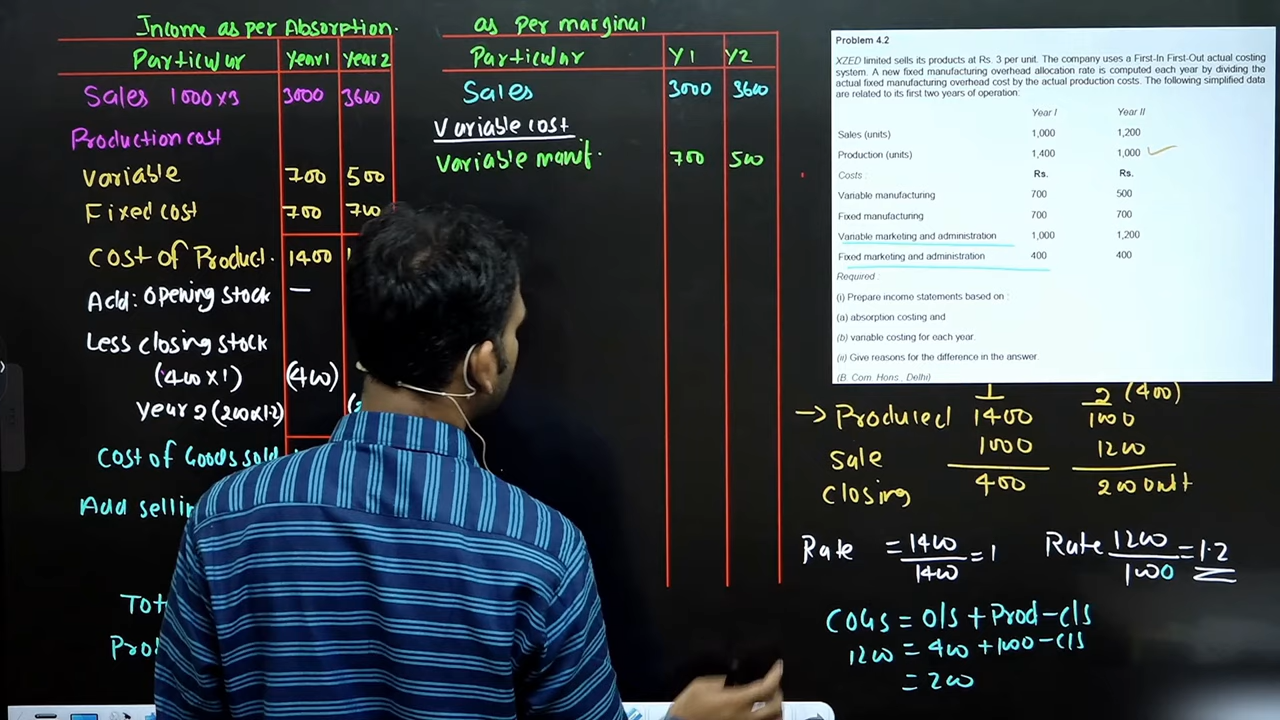 Income as per Absorption.
Particular Year1 Year2
Sales 1000x3 3000 3600
Production cost
Variable 700 500
Fixed cost 700 700
Cost of Product. 1400
Add: Opening stock —
Less closing stock
(400 x 1) (400)
Year 2 (200x1.2)
Cost of Goods sold
Add sellin
Tot
Pro
as per marginal
Particular Y1 Y2
Sales 3000 3600
Variable cost
Variable manuf. 700 500
Problem 4.2
XZED limited sells its products at Rs. 3 per unit. The company uses a First-In First-Out actual costing
system. A new fixed manufacturing overhead allocation rate is computed each year by dividing the
actual fixed manufacturing overhead cost by the actual production costs. The following simplified data
are related to its first two years of operation:
Year I Year II
Sales (units) 1,000 1,200
Production (units) 1,400 1,000
Costs : Rs. Rs.
Variable manufacturing 700 500
Fixed manufacturing 700 700
Variable marketing and administration 1,000 1,200
Fixed marketing and administration 400 400
Required :
(i) Prepare income statements based on :
(a) absorption costing and
(b) variable costing for each year.
(ii) Give reasons for the difference in the answer.
(B. Com. Hons., Delhi)
1 2 (400)
→ Produced 1400 1000
Sale 1000 1200
Closing 400 200 unit
Rate = 1400/1400 = 1 Rate 1200/1000 = 1.2
COGS = O/S + Prod - C/S
1200 = 400 + 1000 - C/S
= 200